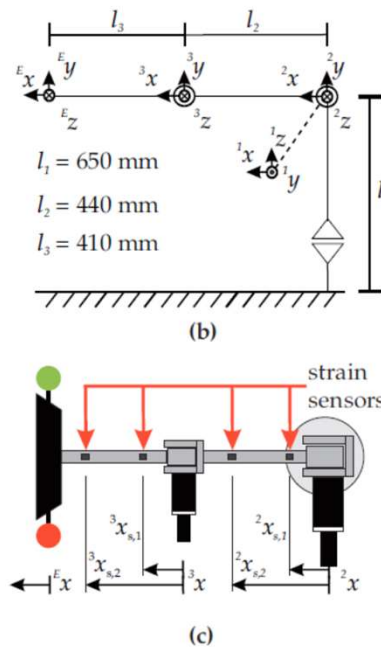 l₃ l₂
ᴱy ³y ²y
ᴱx ³x ²x
ᴱz ³z ²z
¹z
¹x ¹y
l₁ = 650 mm
l₂ = 440 mm
l₃ = 410 mm
l
(b)
strain
sensors
³xₛ,₁ ²xₛ,₁
³xₛ,₂ ²xₛ,₂
ᴱx ³x ²x
(c)